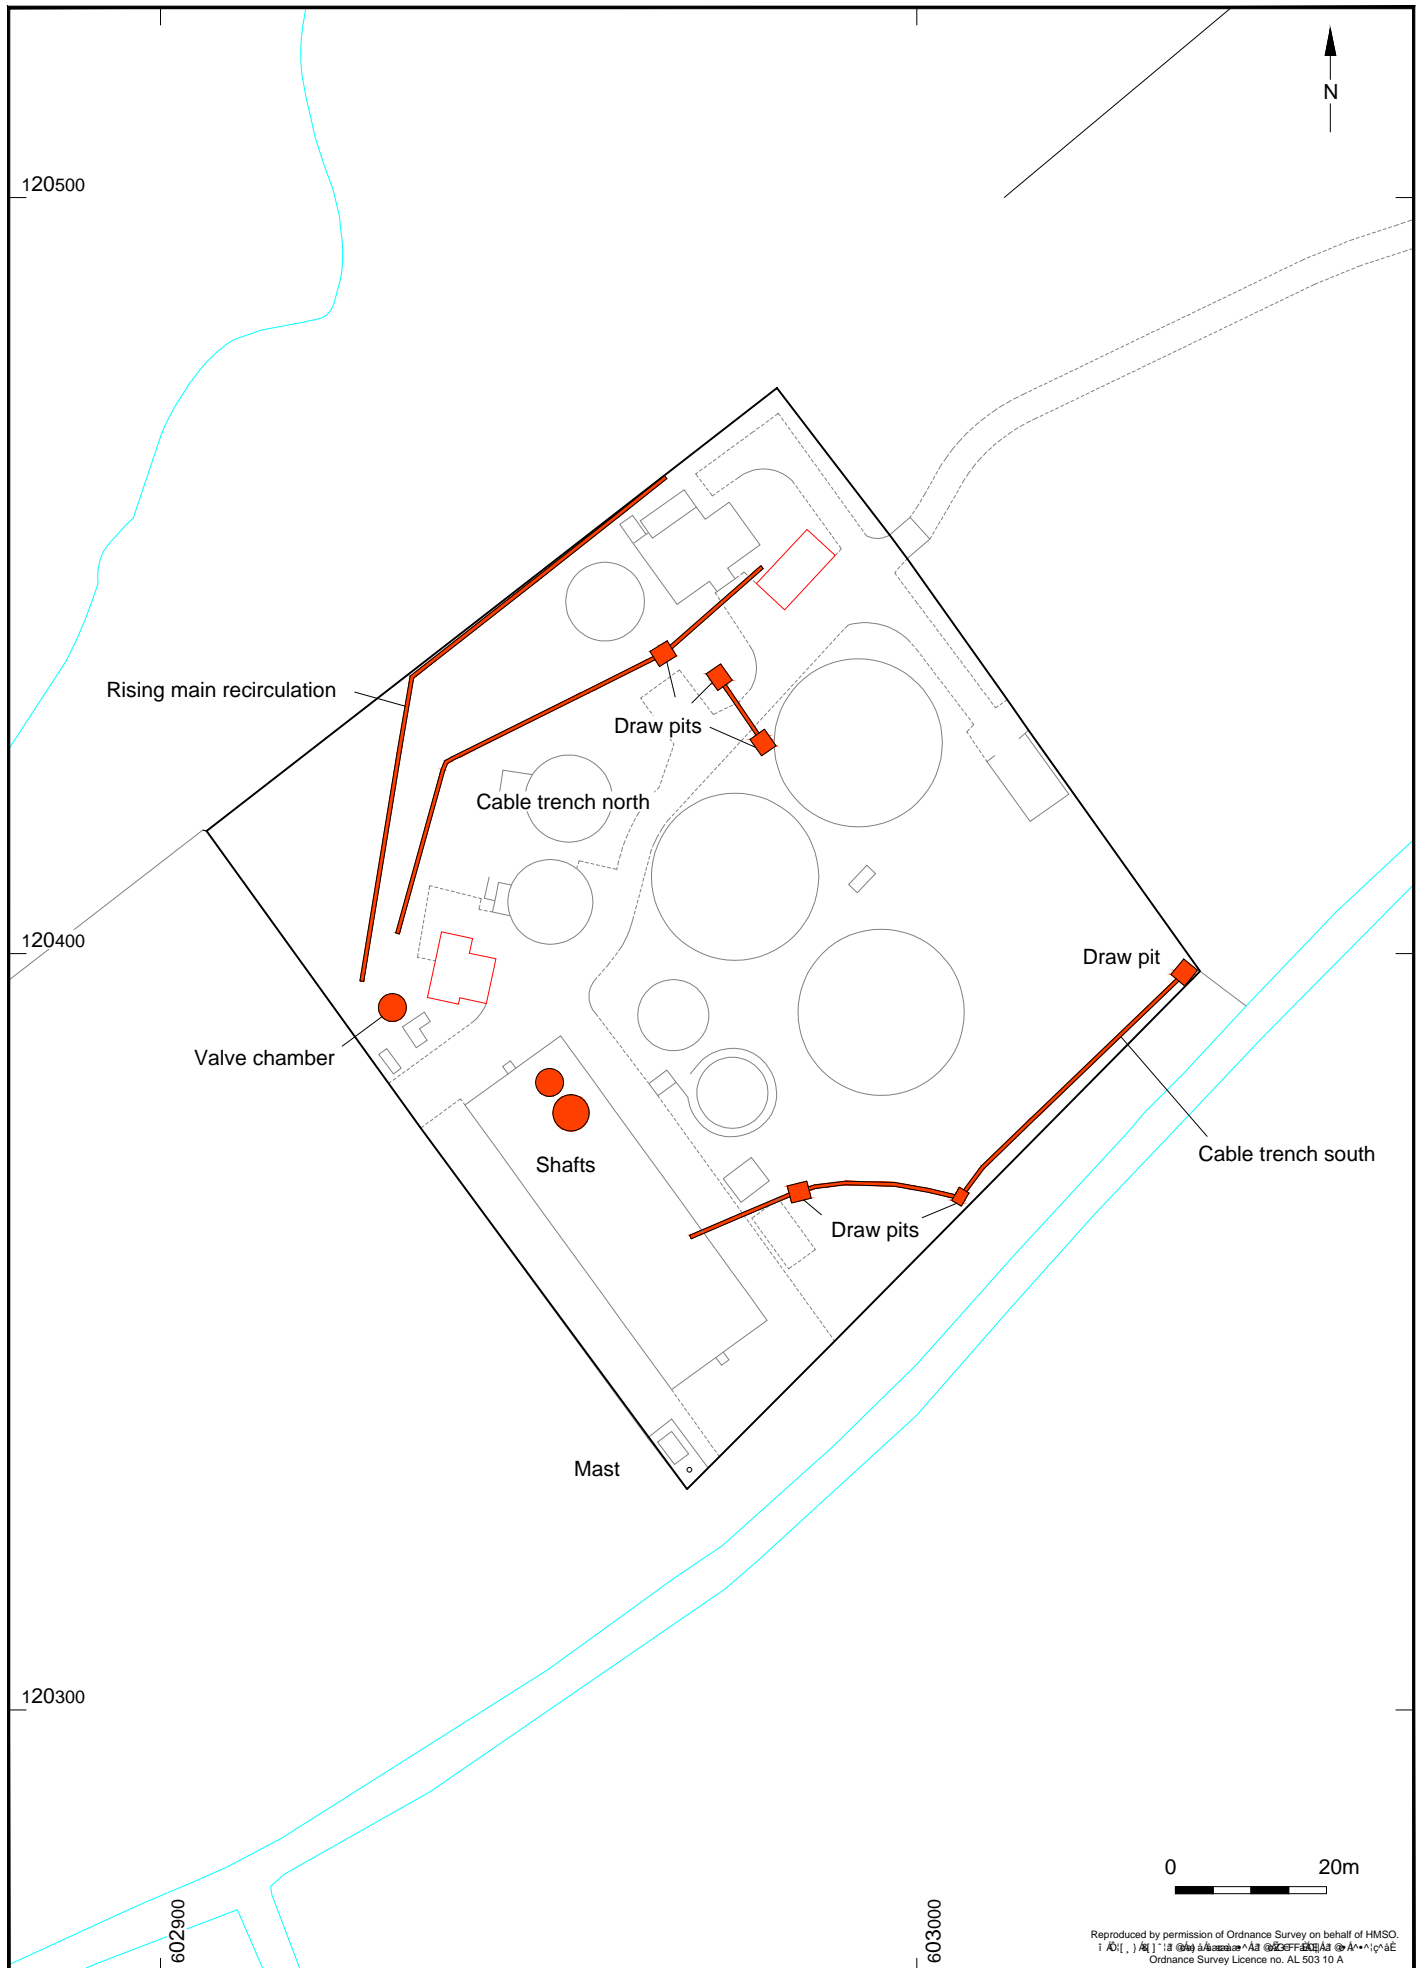 N
120500
Rising main recirculation
Draw pits
Cable trench north
120400
Draw pit
Valve chamber
Shafts
Cable trench south
Draw pits
Mast
120300
0 20m
602900
603000
Reproduced by permission of Ordnance Survey on behalf of HMSO.
Ordnance Survey Licence no. AL 503 10 A